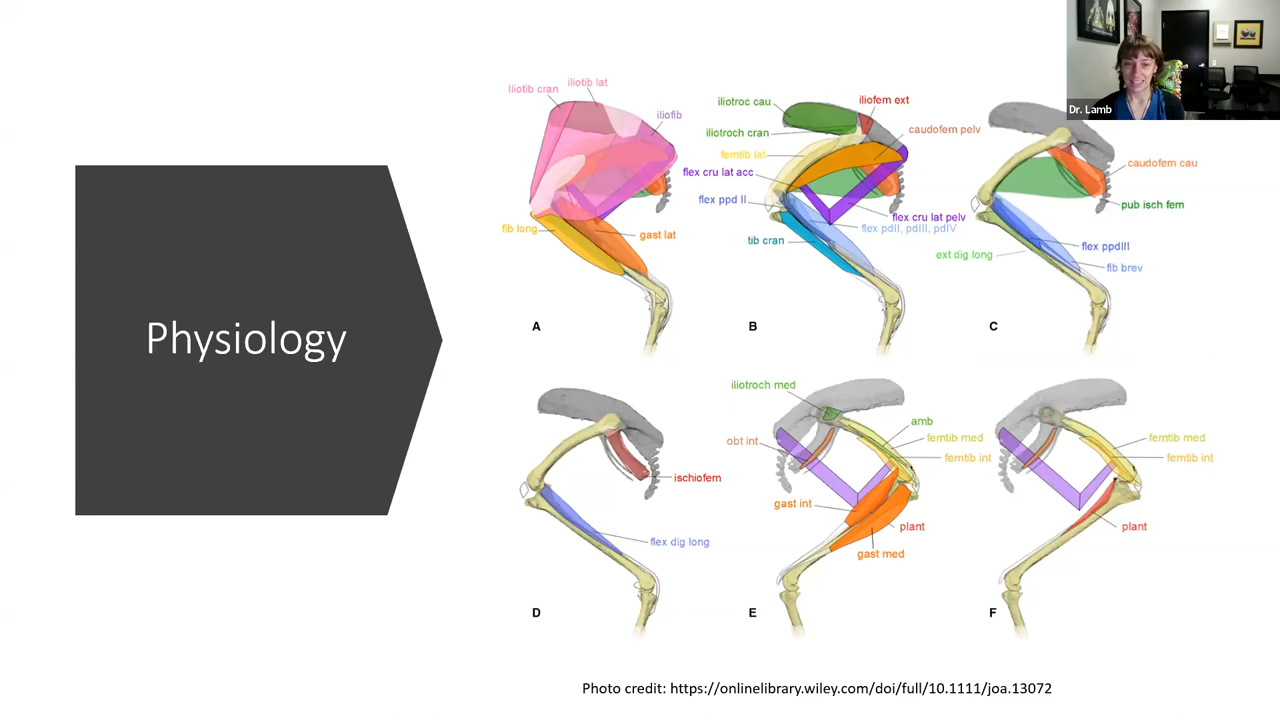 Dr. Lamb
Physiology
Iliotib cran
iliotib lat
iliofib
fib long
gast lat
A
iliotroc cau
iliofem ext
iliotroch cran
caudofem pelv
femtib lat
flex cru lat acc
flex ppd II
flex cru lat pelv
flex pdII, pdIII, pdIV
tib cran
B
caudofem cau
pub isch fem
flex ppdIII
ext dig long
fib brev
C
ischiofem
flex dig long
D
iliotroch med
amb
obt int
femtib med
femtib int
gast int
plant
gast med
E
femtib med
femtib int
plant
F
Photo credit: https://onlinelibrary.wiley.com/doi/full/10.1111/joa.13072